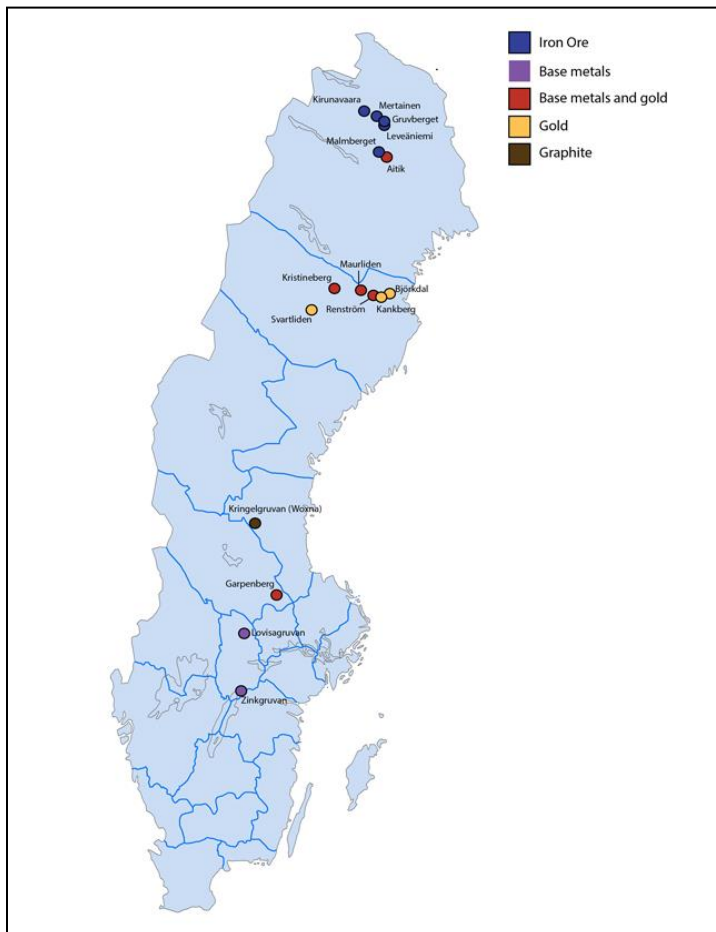 Iron Ore
Base metals
Base metals and gold
Gold
Graphite
Kirunavaara
Mertainen
Gruvberget
Leveäniemi
Malmberget
Aitik
Maurliden
Kristineberg
Björkdal
Renström
Kankberg
Svartliden
Kringelgruvan (Woxna)
Garpenberg
Lovisagruvan
Zinkgruvan